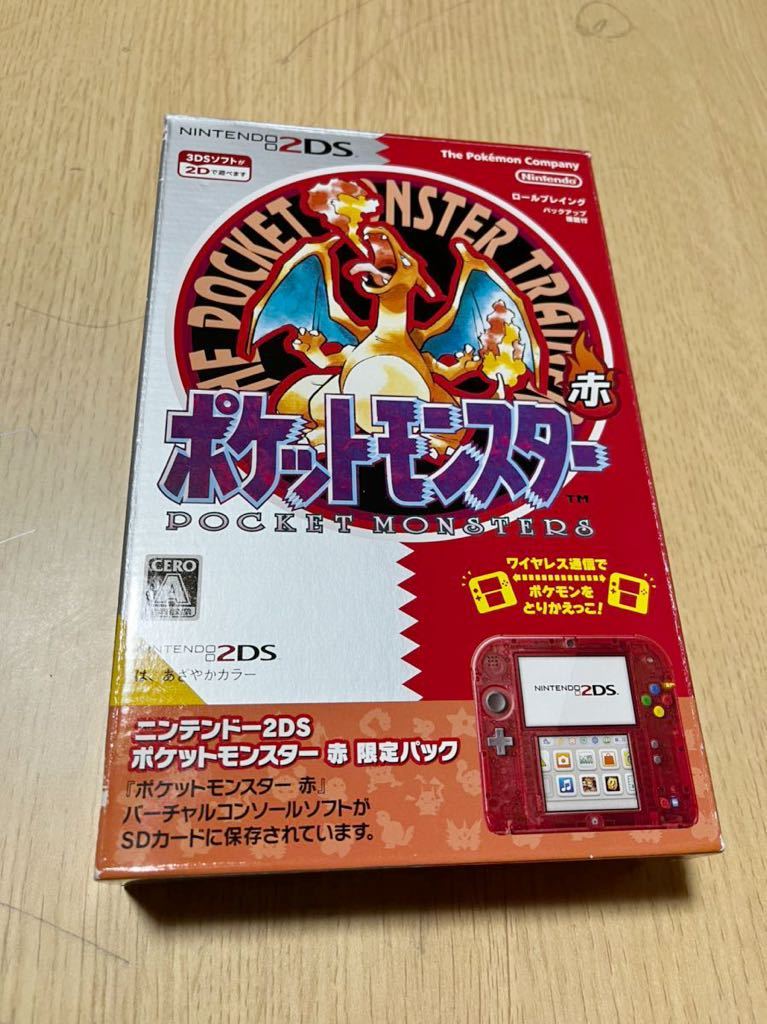 NINTENDO 2DS
3DSソフトが
2Dで遊べます
The Pokémon Company
Nintendo
ロールプレイング
バックアップ
機能付
POCKET MONSTER
赤
ポケットモンスター
TM
POCKET MONSTERS
CERO
A
ワイヤレス通信で
ポケモンを
とりかえっこ!
NINTENDO 2DS
は、あざやかカラー
NINTENDO 2DS
ニンテンドー2DS
ポケットモンスター 赤 限定パック
『ポケットモンスター 赤』
バーチャルコンソールソフトが
SDカードに保存されています。